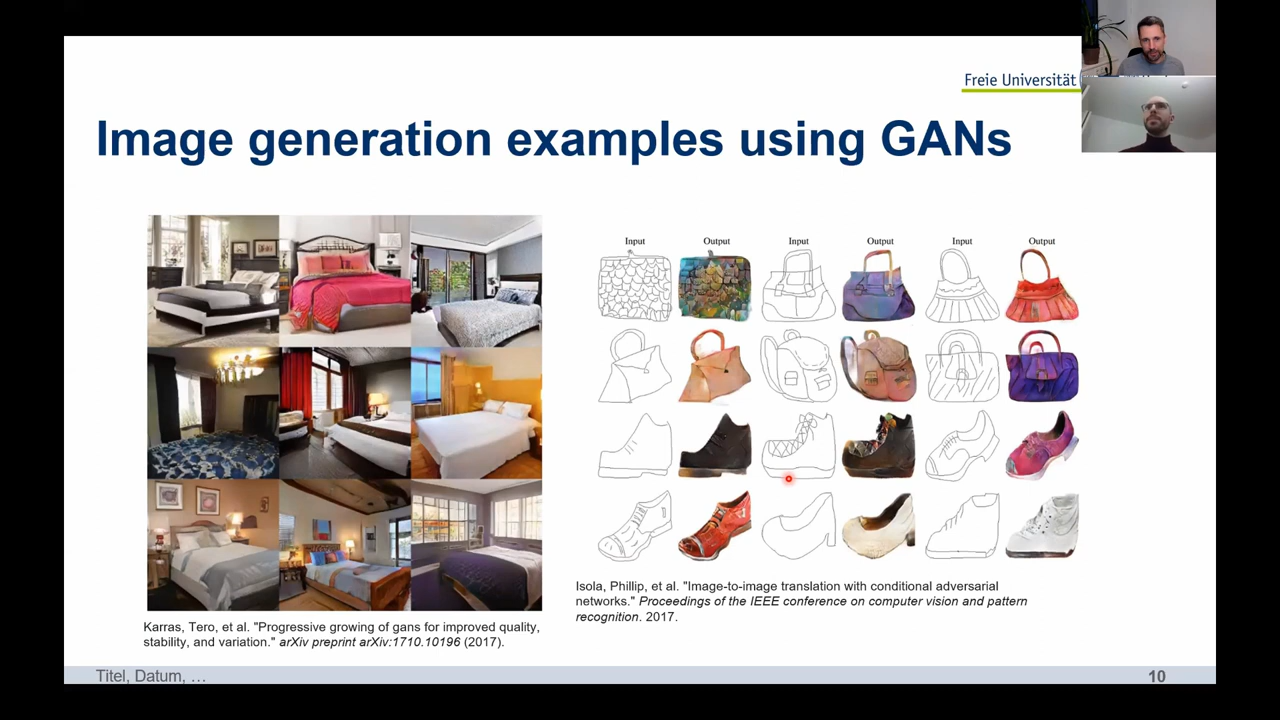 Freie Universität
Image generation examples using GANs
Input Output Input Output Input Output
Karras, Tero, et al. "Progressive growing of gans for improved quality,
stability, and variation." arXiv preprint arXiv:1710.10196 (2017).
Isola, Phillip, et al. "Image-to-image translation with conditional adversarial
networks." Proceedings of the IEEE conference on computer vision and pattern
recognition. 2017.
Titel, Datum, …
10